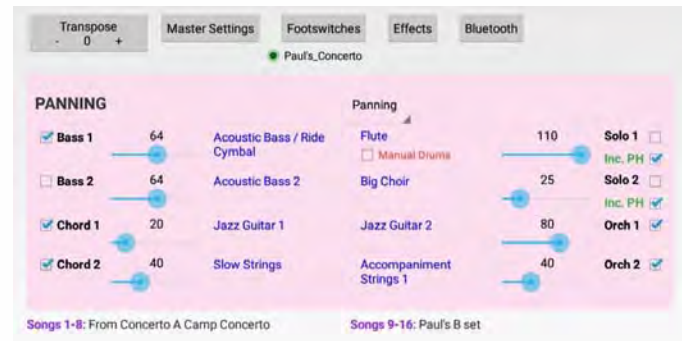 Transpose
- 0 +
Master Settings
Footswitches
Effects
Bluetooth
Paul's_Concerto
PANNING
Panning
Bass 1
64
Acoustic Bass / Ride
Cymbal
Flute
Manual Drums
110
Solo 1
Inc. PH
Bass 2
64
Acoustic Bass 2
Big Choir
25
Solo 2
Inc. PH
Chord 1
20
Jazz Guitar 1
Jazz Guitar 2
80
Orch 1
Chord 2
40
Slow Strings
Accompaniment
Strings 1
40
Orch 2
Songs 1-8: From Concerto A Camp Concerto
Songs 9-16: Paul's B set